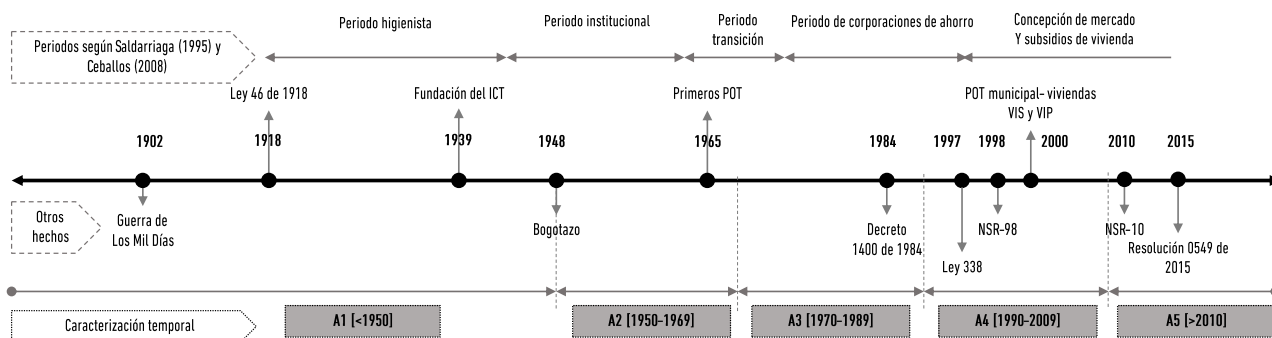 Periodos según Saldarriaga (1995) y
Ceballos (2008)
Periodo higienista
Periodo institucional
Periodo
transición
Periodo de corporaciones de ahorro
Concepción de mercado
Y subsidios de vivienda
Ley 46 de 1918
Fundación del ICT
Primeros POT
POT municipal- viviendas
VIS y VIP
1902
1918
1939
1948
1965
1984
1997
1998
2000
2010
2015
Otros
hechos
Guerra de
Los Mil Días
Bogotazo
Decreto
1400 de 1984
Ley 338
NSR-98
NSR-10
Resolución 0549 de
2015
Caracterización temporal
A1 [<1950]
A2 [1950-1969]
A3 [1970-1989]
A4 [1990-2009]
A5 [>2010]